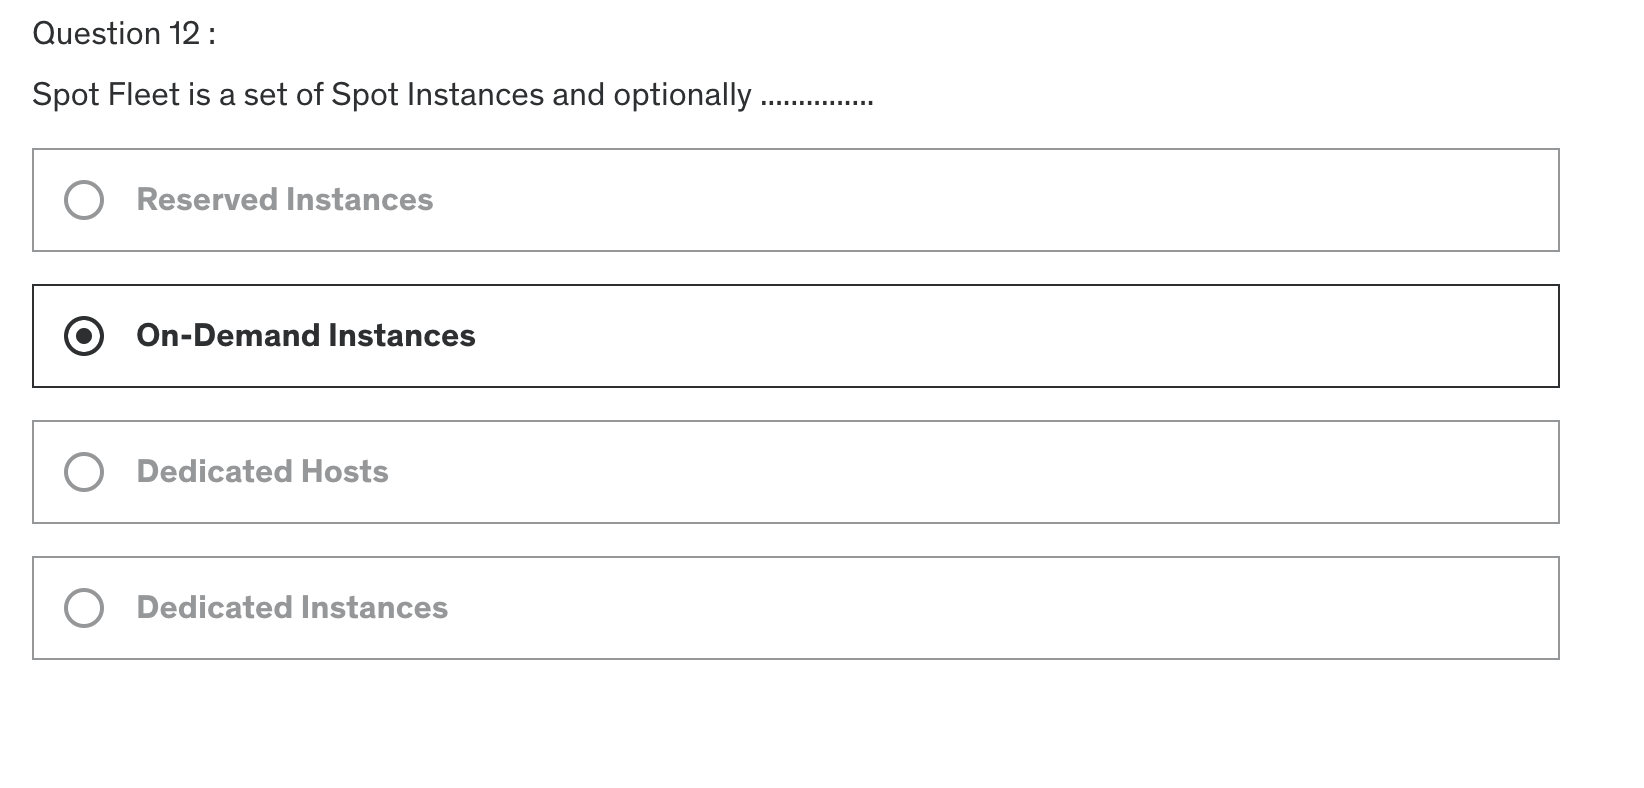 Question 12 :
Spot Fleet is a set of Spot Instances and optionally ...............
Reserved Instances
On-Demand Instances
Dedicated Hosts
Dedicated Instances